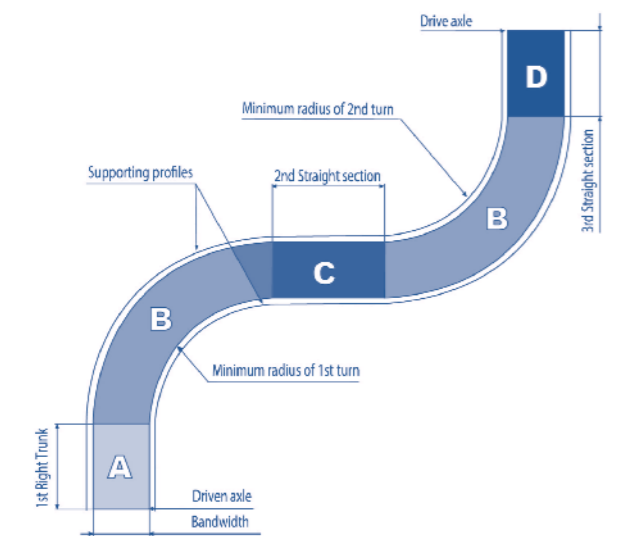 Drive axle
D
Minimum radius of 2nd turn
3rd Straight section
Supporting profiles
2nd Straight section
B
C
B
Minimum radius of 1st turn
1st Right Trunk
A
Driven axle
Bandwidth